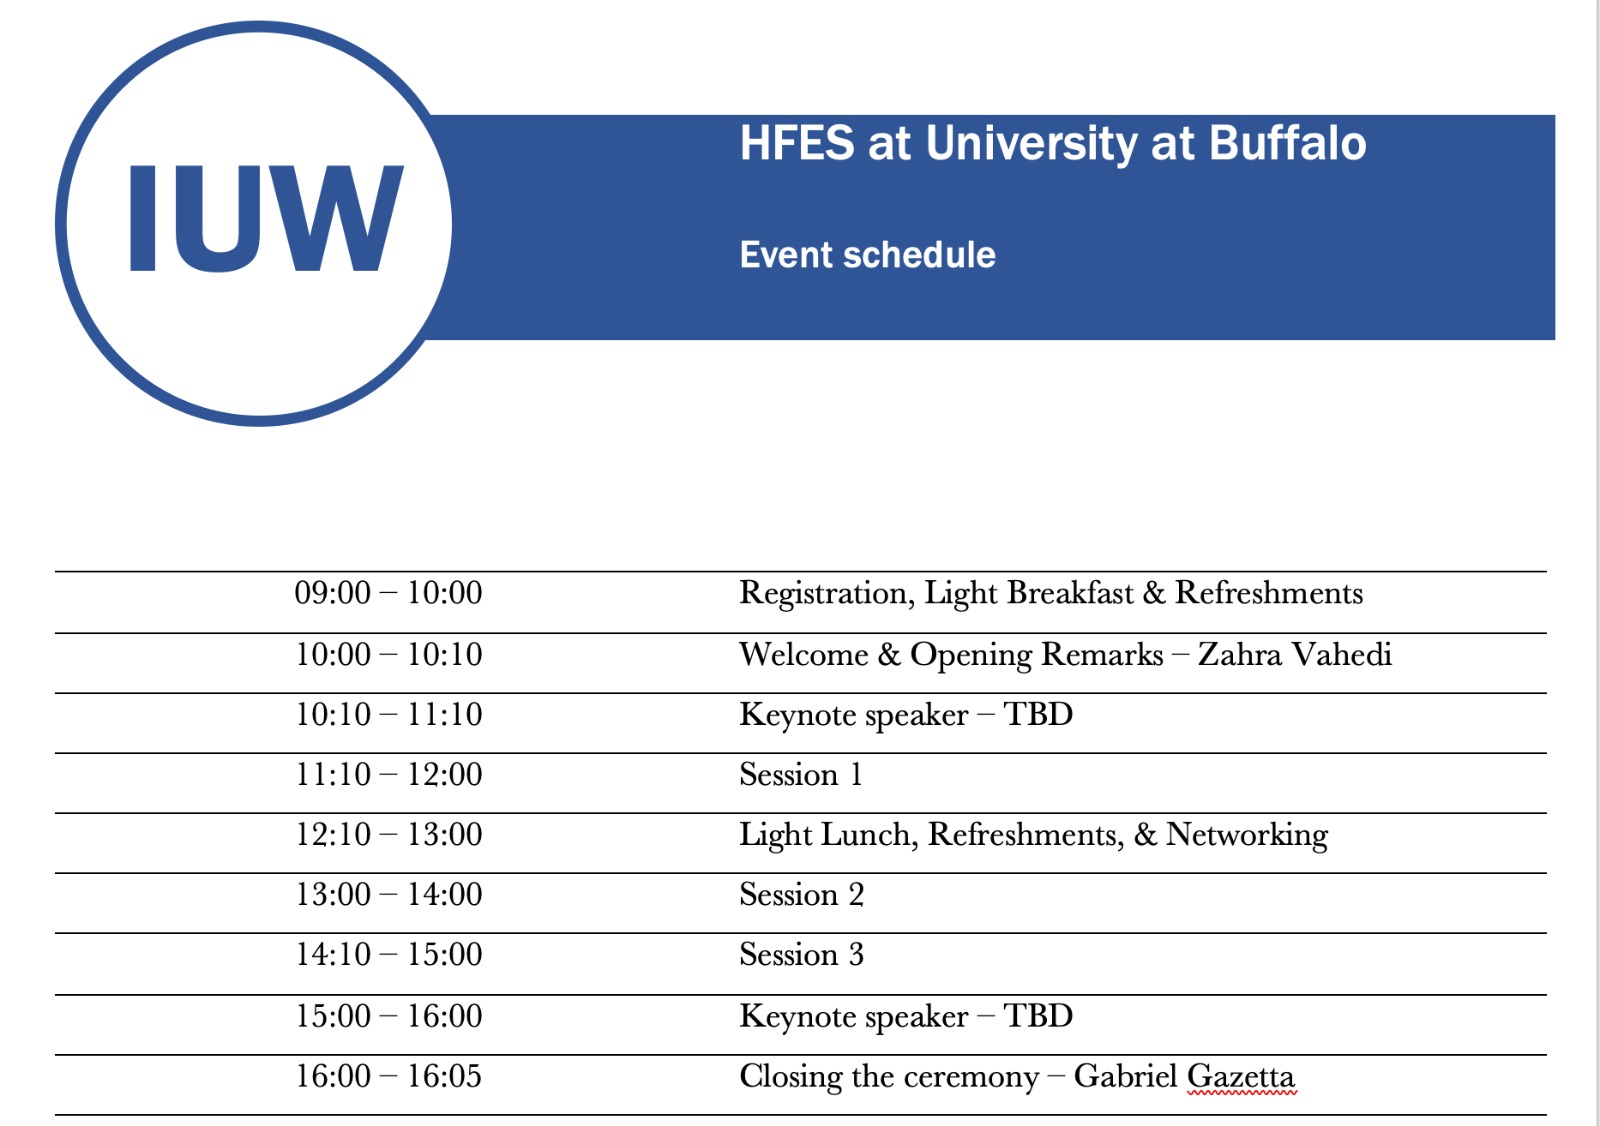 IUW
HFES at University at Buffalo
Event schedule
09:00 – 10:00 Registration, Light Breakfast & Refreshments
10:00 – 10:10 Welcome & Opening Remarks – Zahra Vahedi
10:10 – 11:10 Keynote speaker – TBD
11:10 – 12:00 Session 1
12:10 – 13:00 Light Lunch, Refreshments, & Networking
13:00 – 14:00 Session 2
14:10 – 15:00 Session 3
15:00 – 16:00 Keynote speaker – TBD
16:00 – 16:05 Closing the ceremony – Gabriel Gazetta